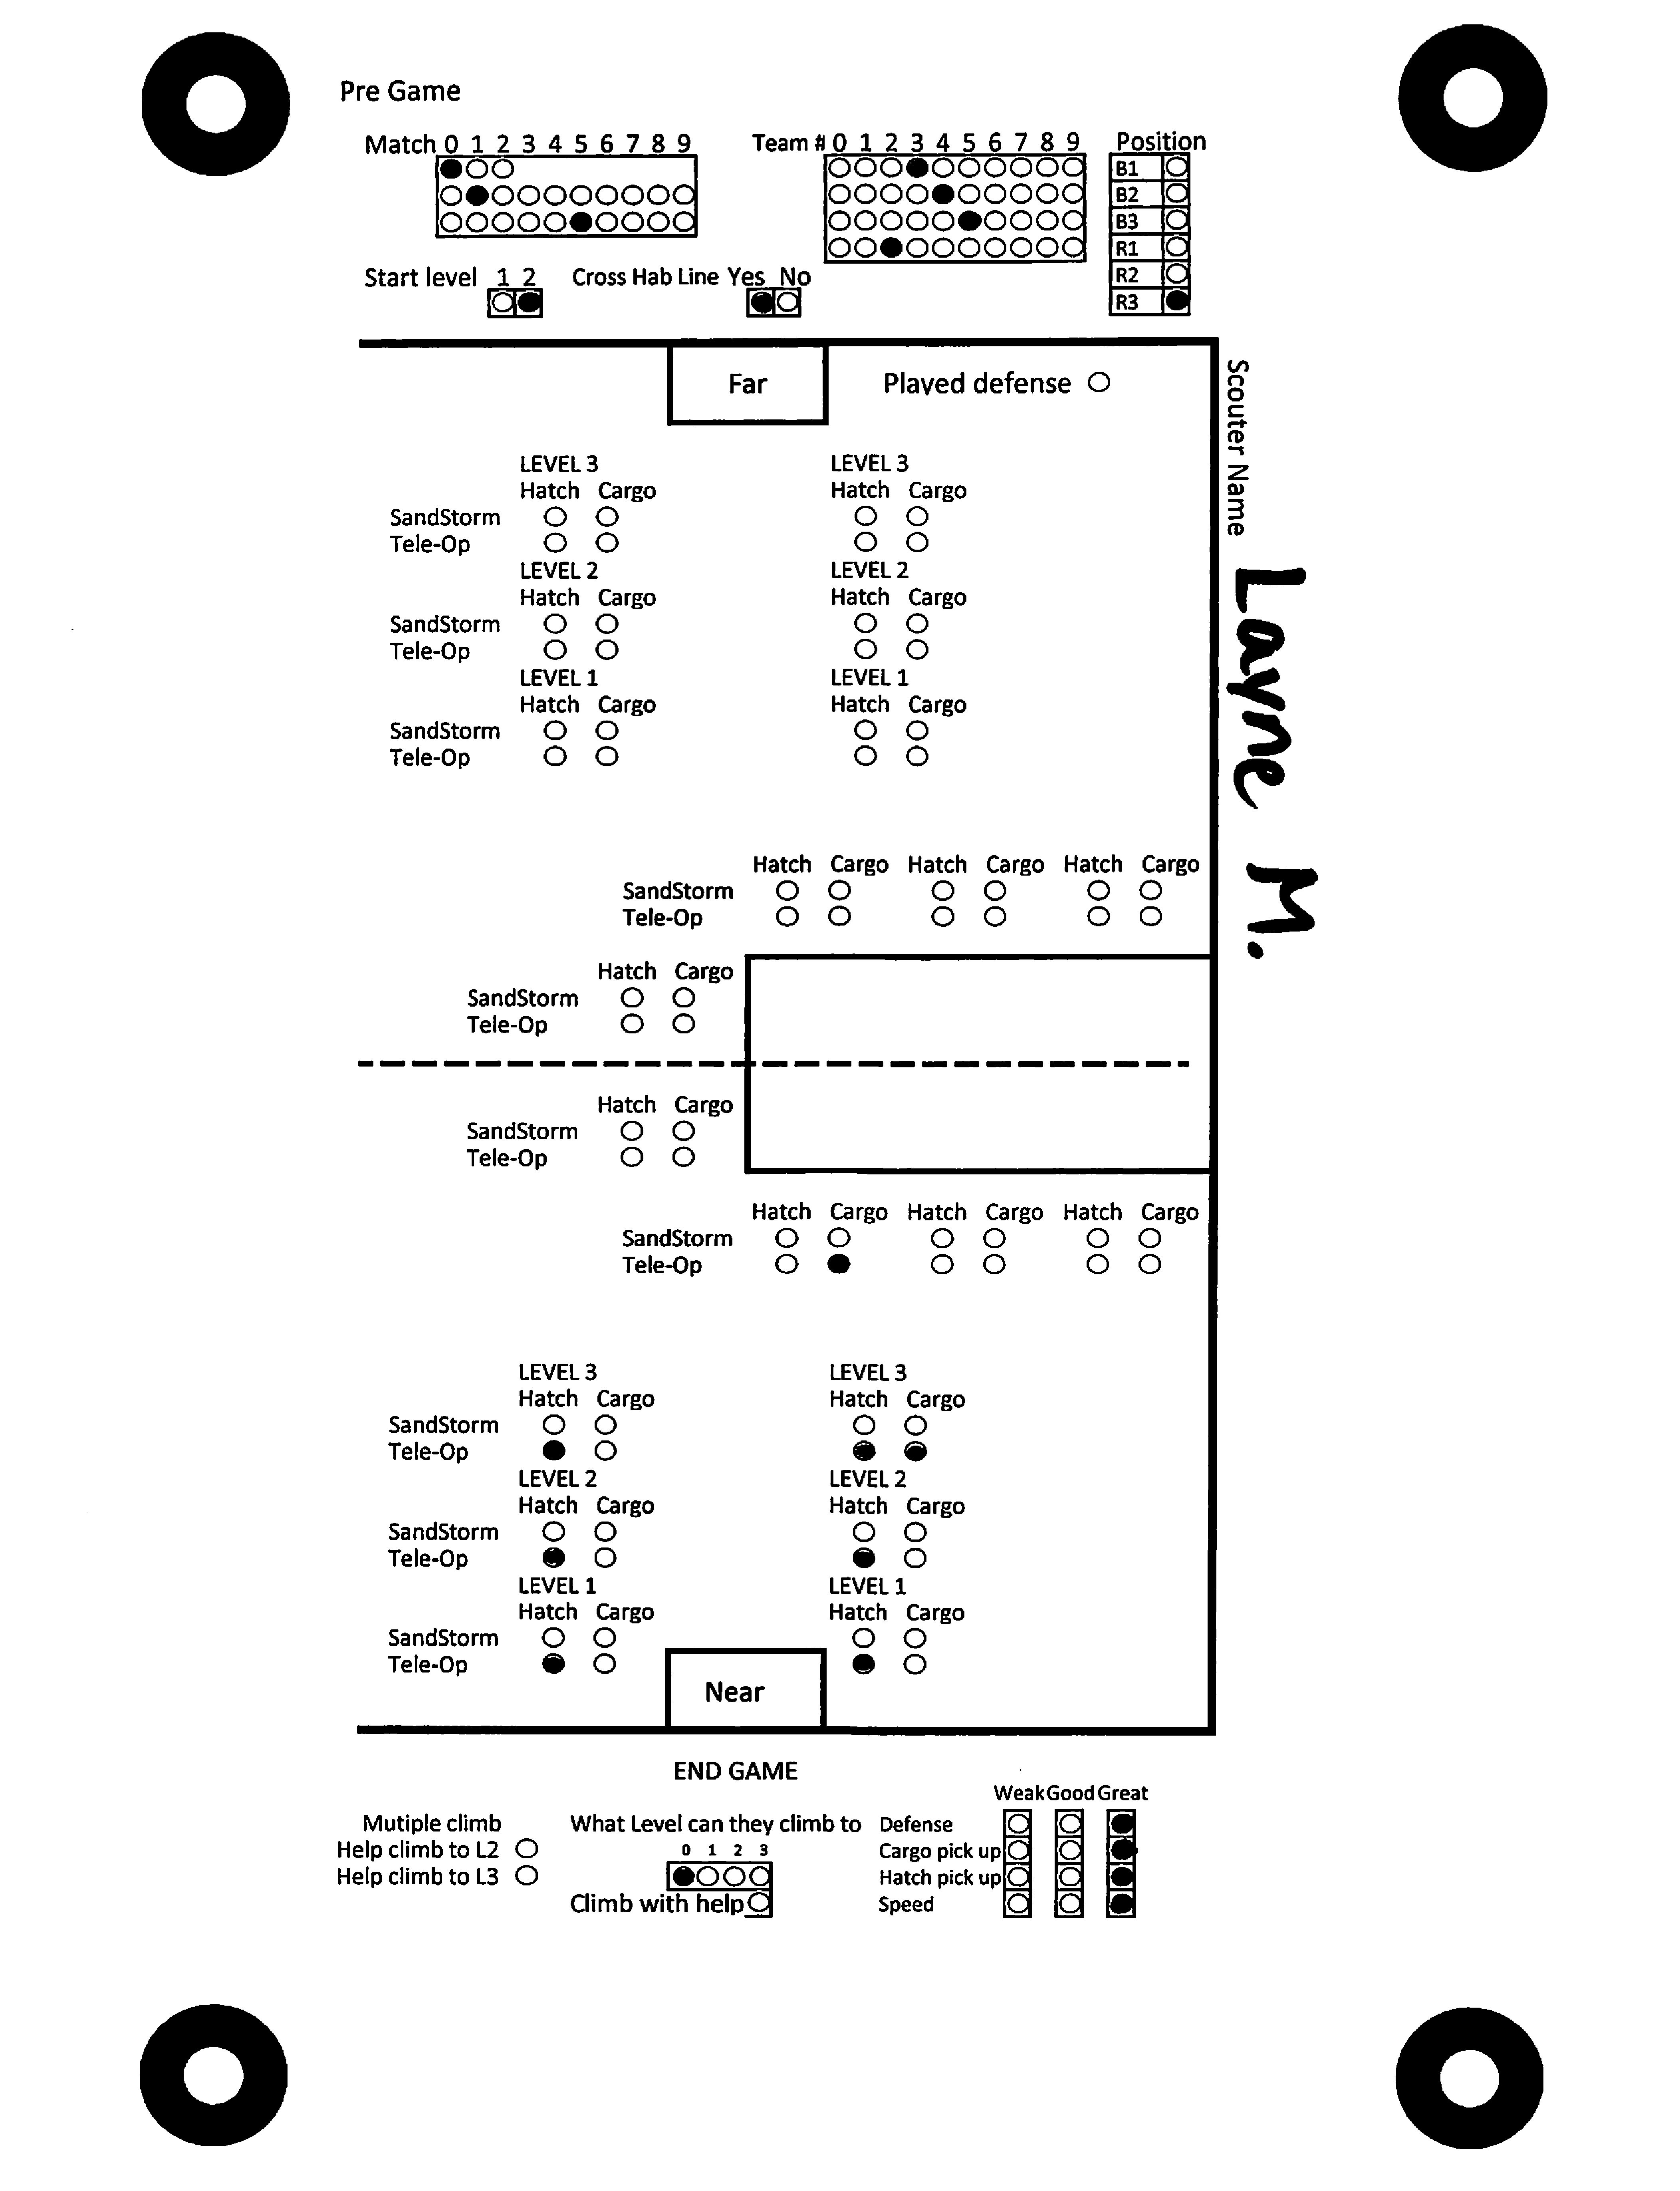 Pre Game
Match 0 1 2 3 4 5 6 7 8 9
Team # 0 1 2 3 4 5 6 7 8 9
Position
B1
B2
B3
R1
R2
R3
Start level 1 2
Cross Hab Line Yes No
Far
Played defense
Scouter Name Layne M.
LEVEL 3 LEVEL 3
Hatch Cargo Hatch Cargo
SandStorm
Tele-Op
LEVEL 2 LEVEL 2
Hatch Cargo Hatch Cargo
SandStorm
Tele-Op
LEVEL 1 LEVEL 1
Hatch Cargo Hatch Cargo
SandStorm
Tele-Op
Hatch Cargo Hatch Cargo Hatch Cargo
SandStorm
Tele-Op
Hatch Cargo
SandStorm
Tele-Op
Hatch Cargo
SandStorm
Tele-Op
Hatch Cargo Hatch Cargo Hatch Cargo
SandStorm
Tele-Op
LEVEL 3 LEVEL 3
Hatch Cargo Hatch Cargo
SandStorm
Tele-Op
LEVEL 2 LEVEL 2
Hatch Cargo Hatch Cargo
SandStorm
Tele-Op
LEVEL 1 LEVEL 1
Hatch Cargo Hatch Cargo
SandStorm
Tele-Op
Near
END GAME
Mutiple climb
Help climb to L2
Help climb to L3
What Level can they climb to
0 1 2 3
Climb with help
Weak Good Great
Defense
Cargo pick up
Hatch pick up
Speed